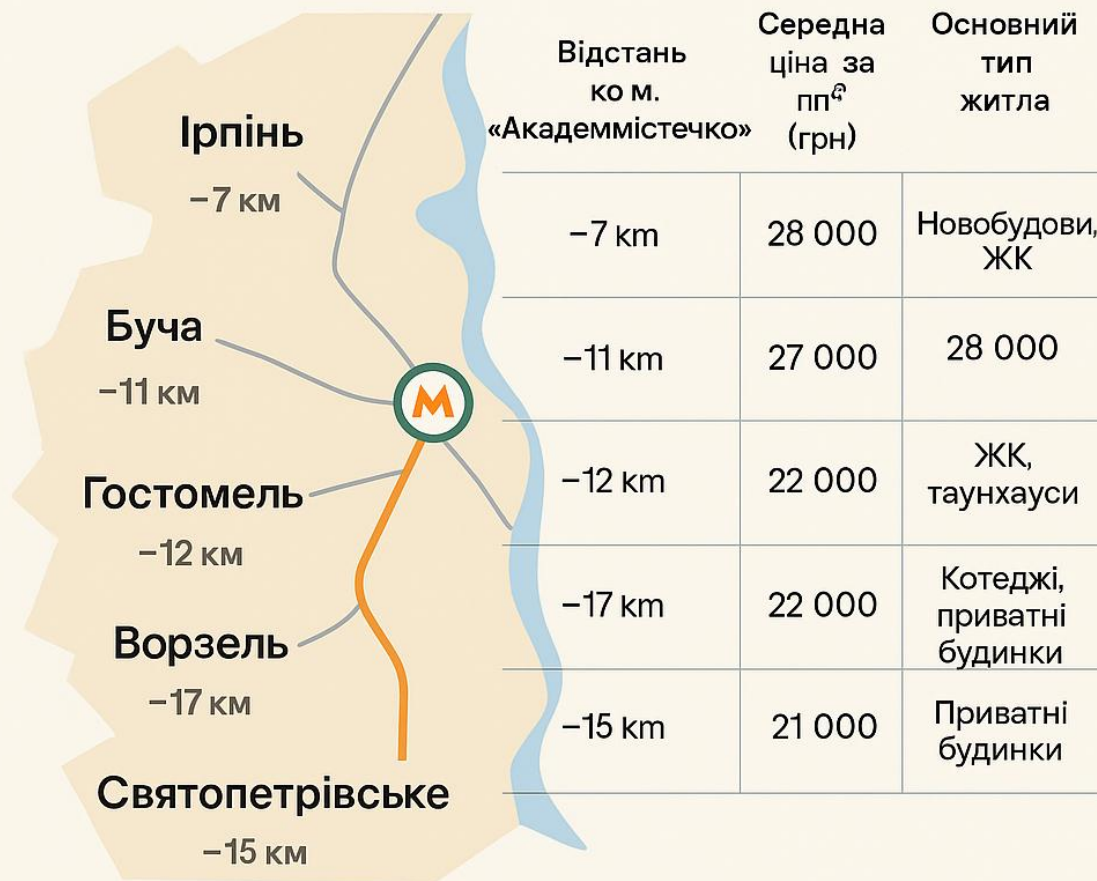 Ірпінь
−7 км
Буча
−11 км
М
Гостомель
−12 км
Ворзель
−17 км
Святопетрівське
−15 км
Відстань
ко м.
«Академмістечко»
Середна
ціна за
пп
(грн)
Основний
тип
житла
−7 km
28 000
Новобудови,
ЖК
−11 km
27 000
28 000
−12 km
22 000
ЖК,
таунхауси
−17 km
22 000
Котеджі,
приватні
будинки
−15 km
21 000
Приватні
будинки